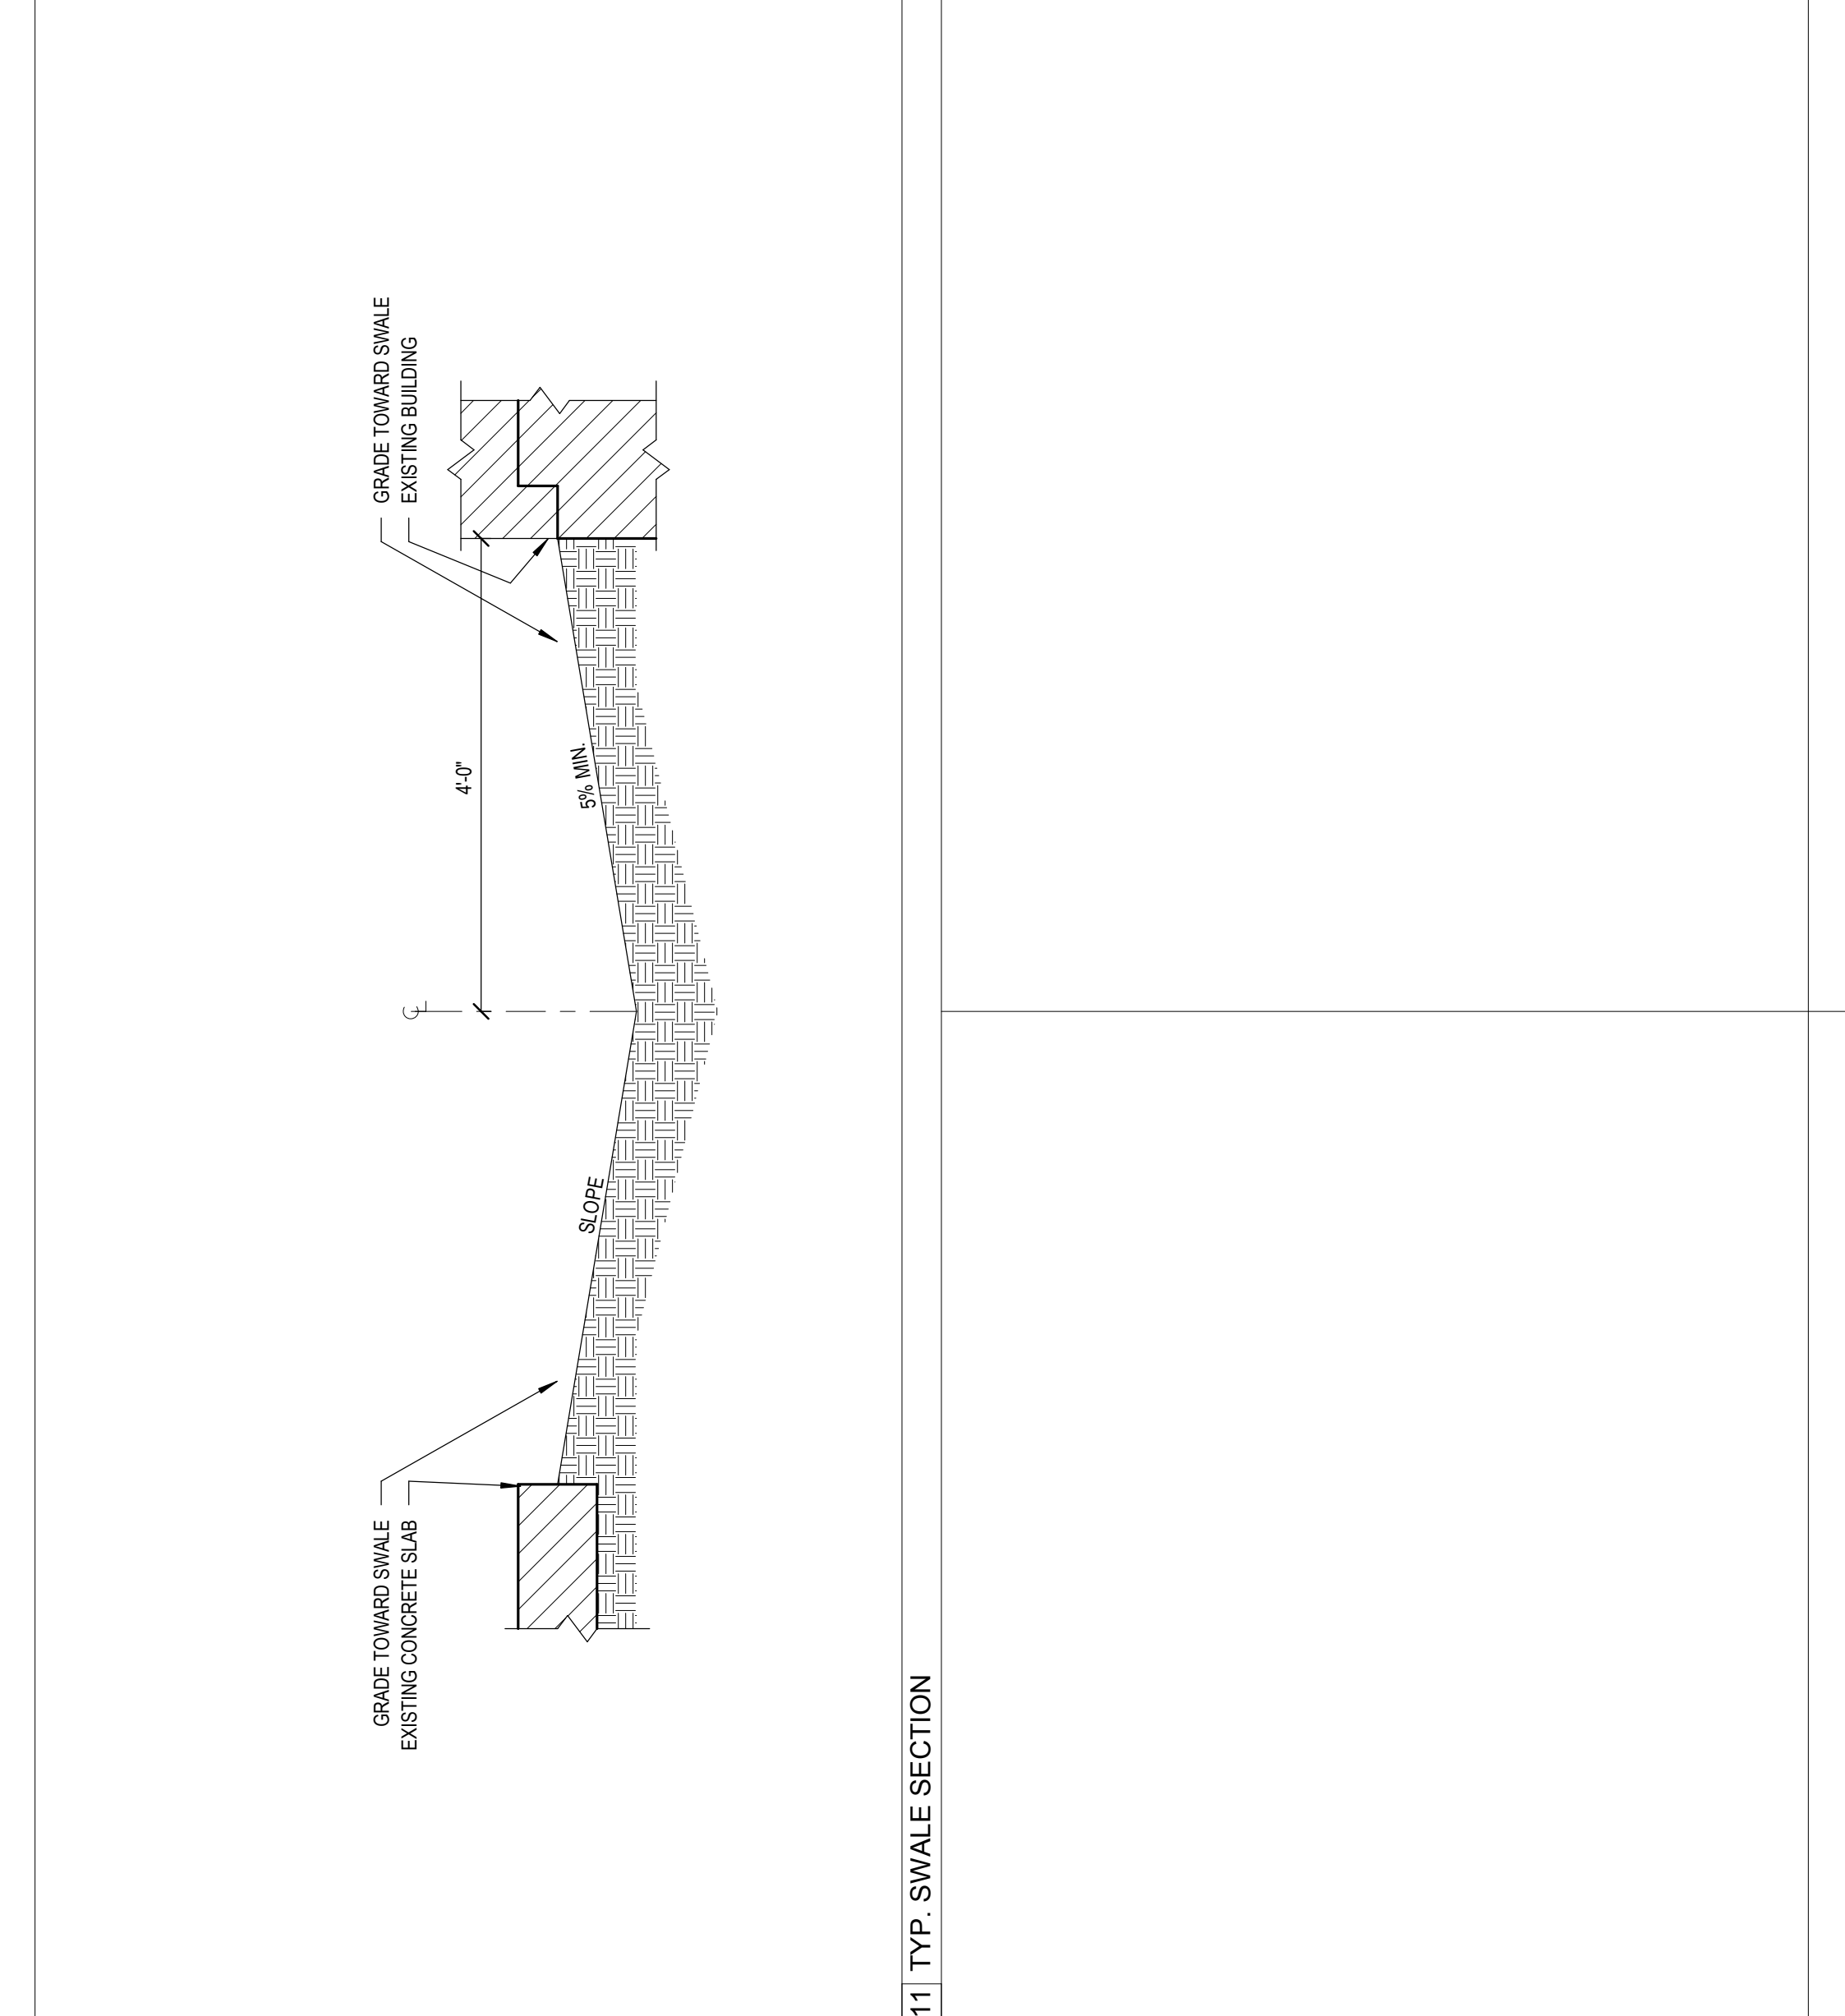 GRADE TOWARD SWALE
EXISTING CONCRETE SLAB
GRADE TOWARD SWALE
EXISTING BUILDING
CL
4'-0"
SLOPE
5% MIN.
11 TYP. SWALE SECTION